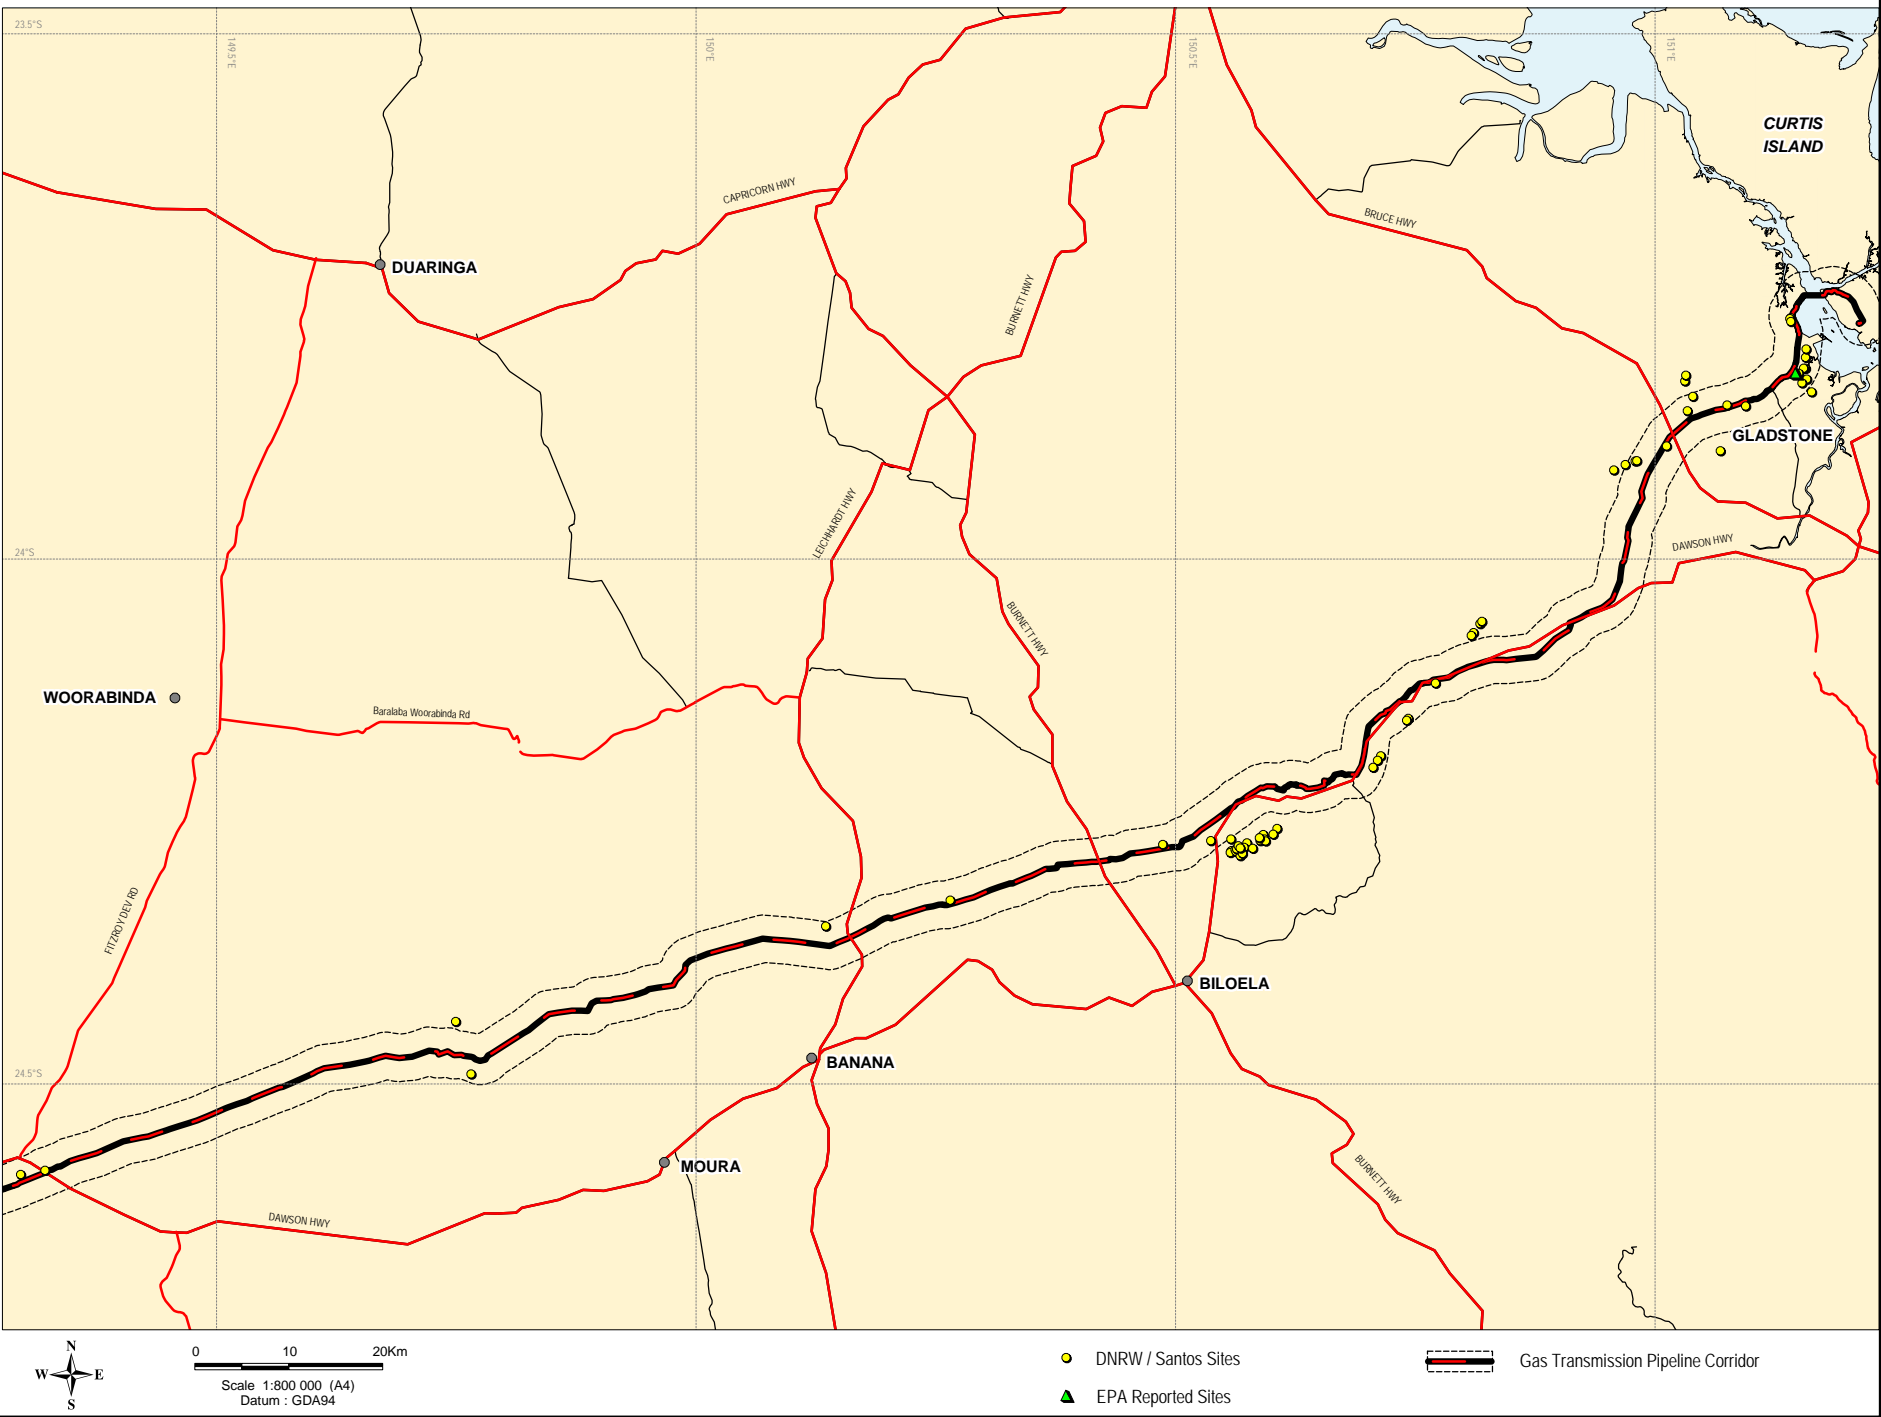 23.5°S
149.5°E
150°E
150.5°E
151°E
CURTIS
ISLAND
CAPRICORN HWY
BRUCE HWY
DUARINGA
BURNETT HWY
GLADSTONE
LEICHHARDT HWY
24°S
DAWSON HWY
BURNETT HWY
WOORABINDA
Baralaba Woorabinda Rd
FITZROY DEV RD
BILOELA
BANANA
24.5°S
MOURA
BURNETT HWY
DAWSON HWY
N
W E
S
0 10 20Km
Scale 1:800 000 (A4)
Datum : GDA94
DNRW / Santos Sites
EPA Reported Sites
Gas Transmission Pipeline Corridor